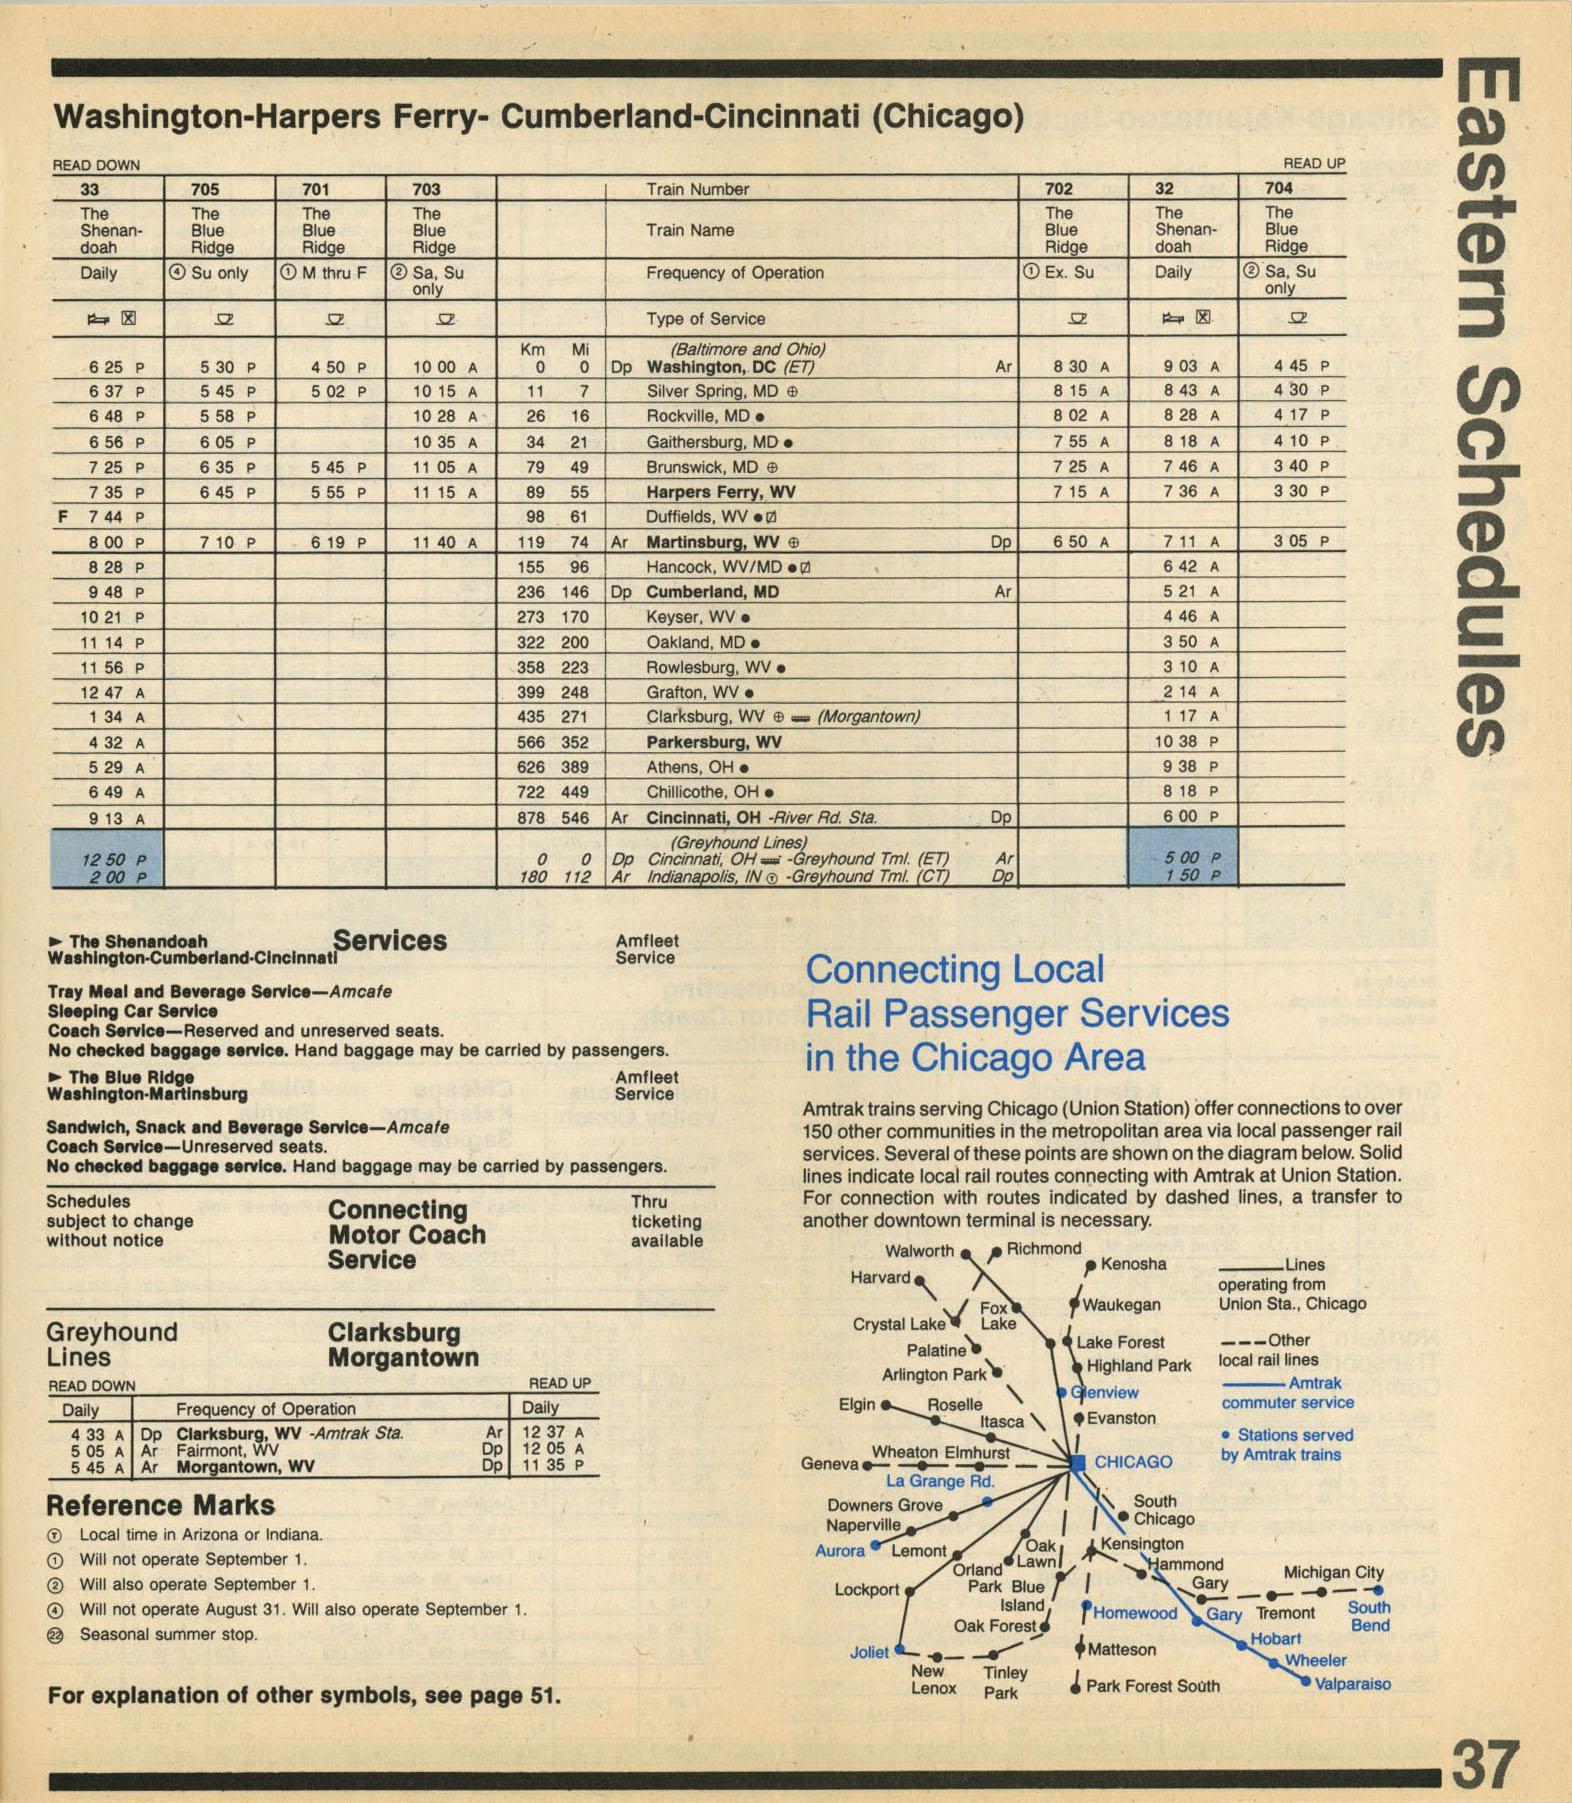 Eastern Schedules
Washington-Harpers Ferry- Cumberland-Cincinnati (Chicago)
READ DOWN READ UP
33 705 701 703 Train Number 702 32 704
The Shenan-doah The Blue Ridge The Blue Ridge The Blue Ridge Train Name The Blue Ridge The Shenan-doah The Blue Ridge
Daily ④ Su only ① M thru F ② Sa, Su only Frequency of Operation ① Ex. Su Daily ② Sa, Su only
Type of Service
Km Mi (Baltimore and Ohio)
6 25 P 5 30 P 4 50 P 10 00 A 0 0 Dp Washington, DC (ET) Ar 8 30 A 9 03 A 4 45 P
6 37 P 5 45 P 5 02 P 10 15 A 11 7 Silver Spring, MD ⊕ 8 15 A 8 43 A 4 30 P
6 48 P 5 58 P 10 28 A 26 16 Rockville, MD ● 8 02 A 8 28 A 4 17 P
6 56 P 6 05 P 10 35 A 34 21 Gaithersburg, MD ● 7 55 A 8 18 A 4 10 P
7 25 P 6 35 P 5 45 P 11 05 A 79 49 Brunswick, MD ⊕ 7 25 A 7 46 A 3 40 P
7 35 P 6 45 P 5 55 P 11 15 A 89 55 Harpers Ferry, WV 7 15 A 7 36 A 3 30 P
F 7 44 P 98 61 Duffields, WV ●
8 00 P 7 10 P 6 19 P 11 40 A 119 74 Ar Martinsburg, WV ⊕ Dp 6 50 A 7 11 A 3 05 P
8 28 P 155 96 Hancock, WV/MD ● 6 42 A
9 48 P 236 146 Dp Cumberland, MD Ar 5 21 A
10 21 P 273 170 Keyser, WV ● 4 46 A
11 14 P 322 200 Oakland, MD ● 3 50 A
11 56 P 358 223 Rowlesburg, WV ● 3 10 A
12 47 A 399 248 Grafton, WV ● 2 14 A
1 34 A 435 271 Clarksburg, WV ⊕ (Morgantown) 1 17 A
4 32 A 566 352 Parkersburg, WV 10 38 P
5 29 A 626 389 Athens, OH ● 9 38 P
6 49 A 722 449 Chillicothe, OH ● 8 18 P
9 13 A 878 546 Ar Cincinnati, OH -River Rd. Sta. Dp 6 00 P
(Greyhound Lines)
12 50 P 0 0 Dp Cincinnati, OH -Greyhound Tml. (ET) Ar 5 00 P
2 00 P 180 112 Ar Indianapolis, IN Ⓣ -Greyhound Tml. (CT) Dp 1 50 P
► The Shenandoah Services Amfleet
Washington-Cumberland-Cincinnati Service
Tray Meal and Beverage Service—Amcafe
Sleeping Car Service
Coach Service—Reserved and unreserved seats.
No checked baggage service. Hand baggage may be carried by passengers.
► The Blue Ridge Amfleet
Washington-Martinsburg Service
Sandwich, Snack and Beverage Service—Amcafe
Coach Service—Unreserved seats.
No checked baggage service. Hand baggage may be carried by passengers.
Schedules subject to change without notice
Connecting Motor Coach Service
Thru ticketing available
Greyhound Lines
Clarksburg
Morgantown
READ DOWN READ UP
Daily Frequency of Operation Daily
4 33 A Dp Clarksburg, WV -Amtrak Sta. Ar 12 37 A
5 05 A Ar Fairmont, WV Dp 12 05 A
5 45 A Ar Morgantown, WV Dp 11 35 P
Reference Marks
Ⓣ Local time in Arizona or Indiana.
① Will not operate September 1.
② Will also operate September 1.
④ Will not operate August 31. Will also operate September 1.
㉒ Seasonal summer stop.
For explanation of other symbols, see page 51.
Connecting Local
Rail Passenger Services
in the Chicago Area
Amtrak trains serving Chicago (Union Station) offer connections to over
150 other communities in the metropolitan area via local passenger rail
services. Several of these points are shown on the diagram below. Solid
lines indicate local rail routes connecting with Amtrak at Union Station.
For connection with routes indicated by dashed lines, a transfer to
another downtown terminal is necessary.
Walworth
Richmond
Harvard
Kenosha
Fox Lake
Waukegan
Crystal Lake
Lake Forest
Palatine
Highland Park
Arlington Park
Glenview
Elgin
Roselle
Itasca
Evanston
Geneva
Wheaton
Elmhurst
CHICAGO
La Grange Rd.
Downers Grove
Naperville
Aurora
Lemont
Lockport
Joliet
Orland Park
Oak Lawn
Blue Island
Oak Forest
New Lenox
Tinley Park
South Chicago
Kensington
Hammond
Gary
Tremont
Michigan City
South Bend
Homewood
Gary
Hobart
Wheeler
Valparaiso
Matteson
Park Forest South
Lines
operating from
Union Sta., Chicago
Other
local rail lines
Amtrak
commuter service
● Stations served
by Amtrak trains
37